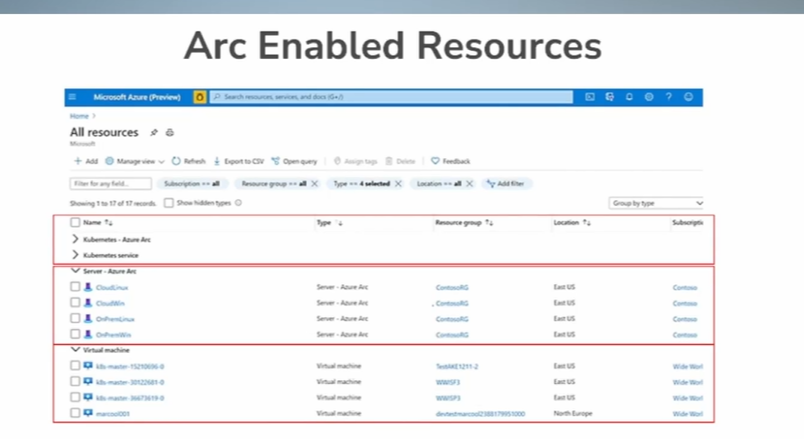 Arc Enabled Resources
Microsoft Azure (Preview) Search resources, services, and docs (G+/)
Home >
All resources
Microsoft
+ Add Manage view Refresh Export to CSV Open query Assign tags Delete Feedback
Filter for any field... Subscription == all Resource group == all Type == 4 selected Location == all Add filter
Showing 1 to 17 of 17 records. Show hidden types Group by type
Name Type Resource group Location Subscripti
Kubernetes - Azure Arc
Kubernetes service
Server - Azure Arc
CloudLinux Server - Azure Arc ContosoRG East US Contoso
CloudWin Server - Azure Arc ContosoRG East US Contoso
OnPremLinux Server - Azure Arc ContosoRG East US Contoso
OnPremWin Server - Azure Arc ContosoRG East US Contoso
Virtual machine
k8s-master-15210036-0 Virtual machine East US Wide Worl
k8s-master-30122681-0 Virtual machine WWISP3 East US Wide Worl
k8s-master-36673619-0 Virtual machine WWISP3 East US Wide Worl
marcool001 Virtual machine North Europe Wide Worl